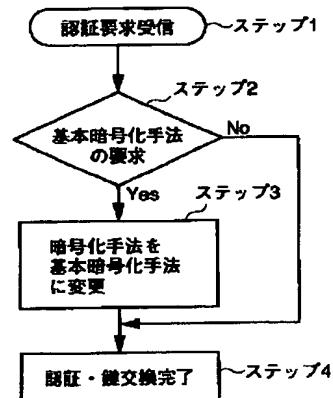 認証要求受信
ステップ1
ステップ2
基本暗号化手法
の要求
No
Yes
ステップ3
暗号化手法を
基本暗号化手法
に変更
認証・鍵交換完了
ステップ4